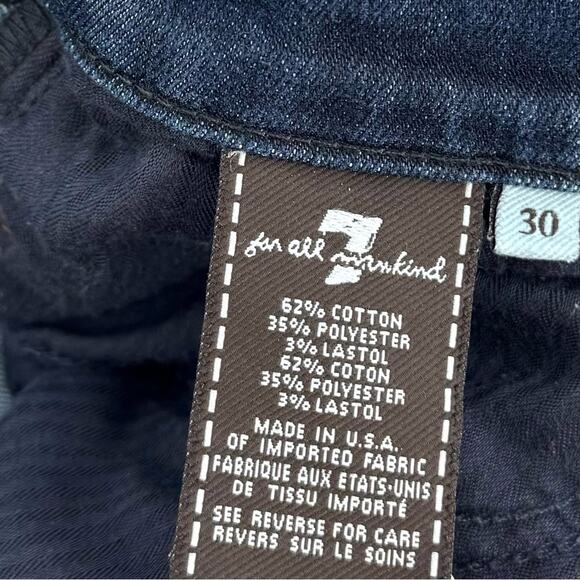 7
for all mankind
30
62% COTTON
35% POLYESTER
3% LASTOL
62% COTON
35% POLYESTER
3% LASTOL
MADE IN U.S.A.
OF IMPORTED FABRIC
FABRIQUE AUX ETATS-UNIS
DE TISSU IMPORTÉ
SEE REVERSE FOR CARE
REVERS SUR LE SOINS